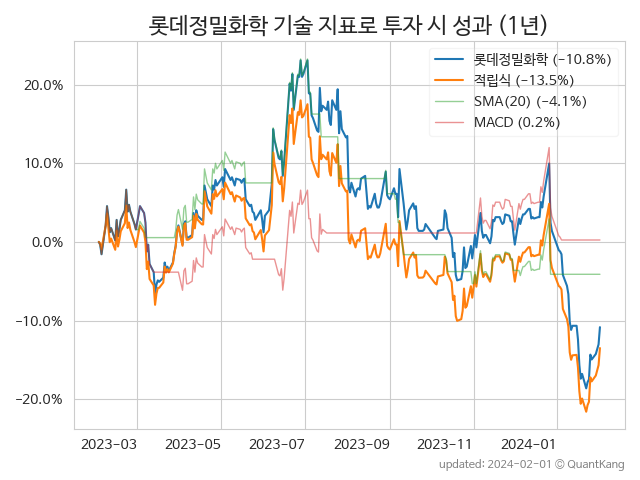 롯데정밀화학 기술 지표로 투자 시 성과 (1년)
롯데정밀화학 (−10.8%)
적립식 (−13.5%)
SMA(20) (−4.1%)
MACD (0.2%)
20.0%
10.0%
0.0%
−10.0%
−20.0%
2023-03 2023-05 2023-07 2023-09 2023-11 2024-01
updated: 2024-02-01 © QuantKang